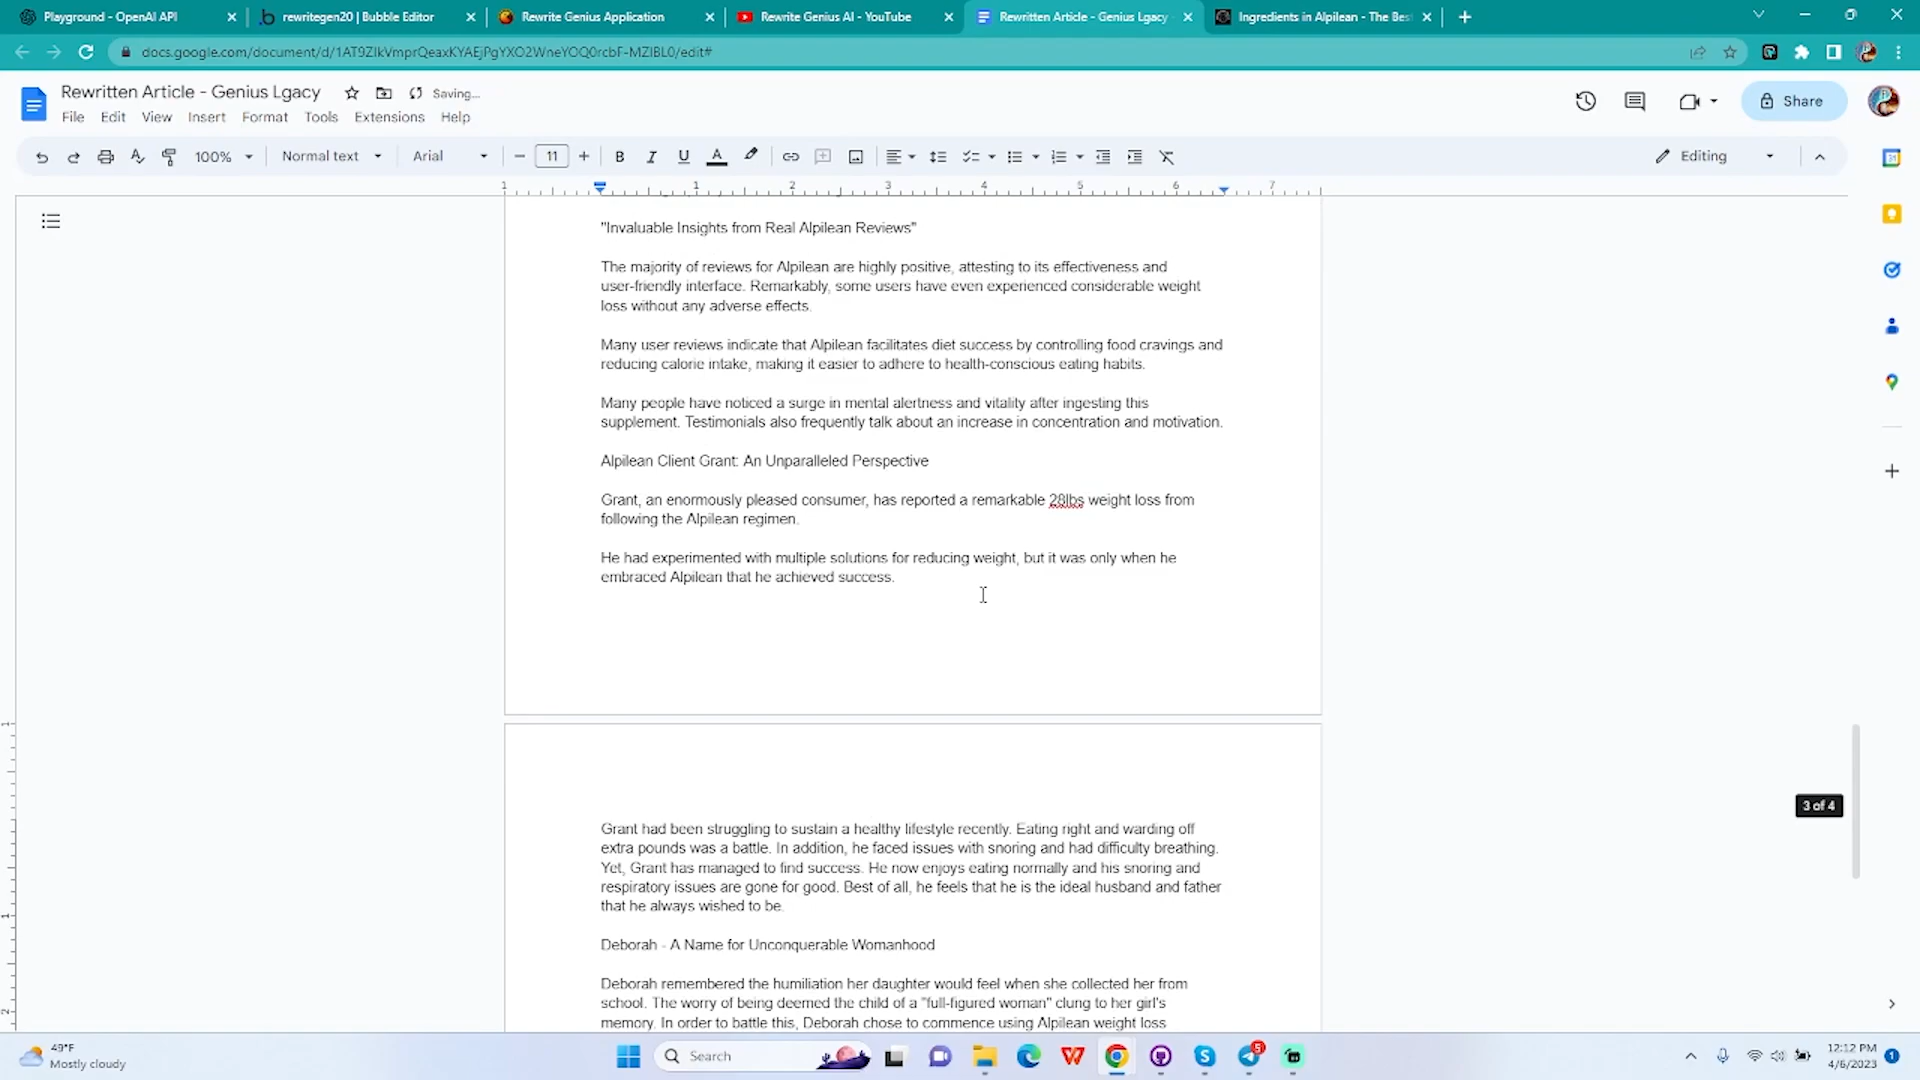 Playground - OpenAI API
rewritegen20 | Bubble Editor
Rewrite Genius Application
Rewrite Genius AI - YouTube
Rewritten Article - Genius Lgacy
Ingredients in Alpilean - The Bes
docs.google.com/document/d/1AT9ZIkVmprQeaxKYAEjPgYXO2WneYOQ0rcbF-MZIBL0/edit#
Rewritten Article - Genius Lgacy
Saving...
File Edit View Insert Format Tools Extensions Help
Share
100% Normal text Arial 11 Editing
1 1 2 3 4 5 6 7
"Invaluable Insights from Real Alpilean Reviews"
The majority of reviews for Alpilean are highly positive, attesting to its effectiveness and
user-friendly interface. Remarkably, some users have even experienced considerable weight
loss without any adverse effects.
Many user reviews indicate that Alpilean facilitates diet success by controlling food cravings and
reducing calorie intake, making it easier to adhere to health-conscious eating habits.
Many people have noticed a surge in mental alertness and vitality after ingesting this
supplement. Testimonials also frequently talk about an increase in concentration and motivation.
Alpilean Client Grant: An Unparalleled Perspective
Grant, an enormously pleased consumer, has reported a remarkable 28lbs weight loss from
following the Alpilean regimen.
He had experimented with multiple solutions for reducing weight, but it was only when he
embraced Alpilean that he achieved success.
3 of 4
Grant had been struggling to sustain a healthy lifestyle recently. Eating right and warding off
extra pounds was a battle. In addition, he faced issues with snoring and had difficulty breathing.
Yet, Grant has managed to find success. He now enjoys eating normally and his snoring and
respiratory issues are gone for good. Best of all, he feels that he is the ideal husband and father
that he always wished to be.
Deborah - A Name for Unconquerable Womanhood
Deborah remembered the humiliation her daughter would feel when she collected her from
school. The worry of being deemed the child of a "full-figured woman" clung to her girl's
memory. In order to battle this, Deborah chose to commence using Alpilean weight loss
49°F
Mostly cloudy
Search
5
12:12 PM
4/6/2023
1